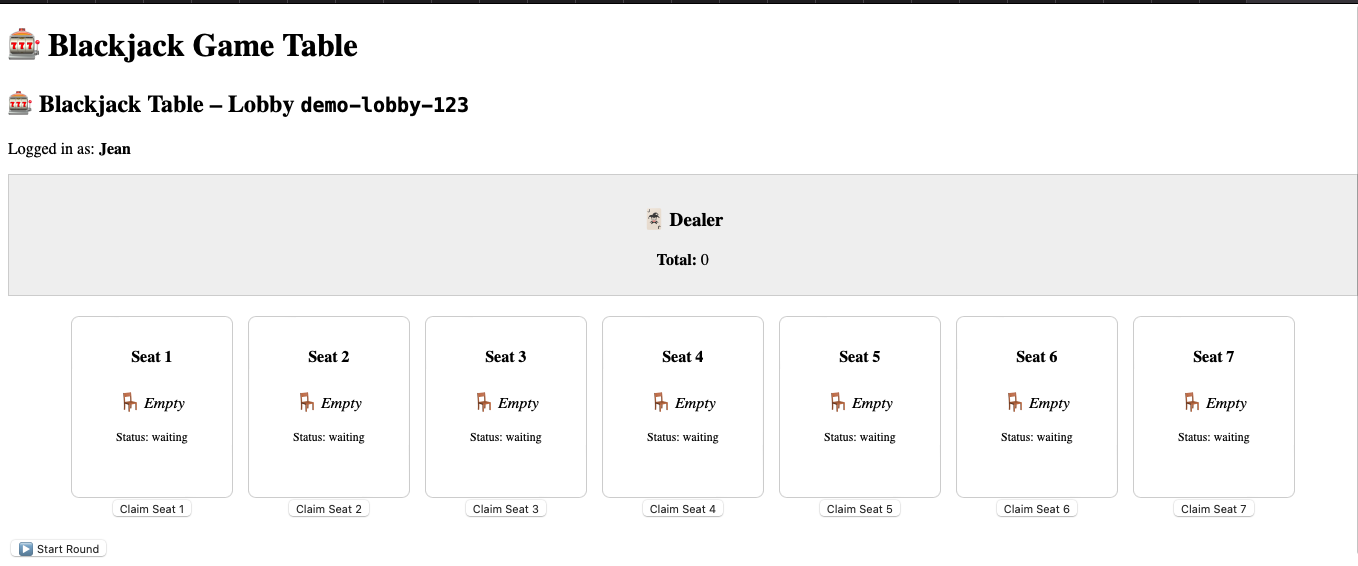 🎰 Blackjack Game Table
🎰 Blackjack Table – Lobby demo-lobby-123
Logged in as: Jean
🃏 Dealer
Total: 0
Seat 1 Seat 2 Seat 3 Seat 4 Seat 5 Seat 6 Seat 7
🪑 Empty 🪑 Empty 🪑 Empty 🪑 Empty 🪑 Empty 🪑 Empty 🪑 Empty
Status: waiting Status: waiting Status: waiting Status: waiting Status: waiting Status: waiting Status: waiting
Claim Seat 1 Claim Seat 2 Claim Seat 3 Claim Seat 4 Claim Seat 5 Claim Seat 6 Claim Seat 7
▶️ Start Round